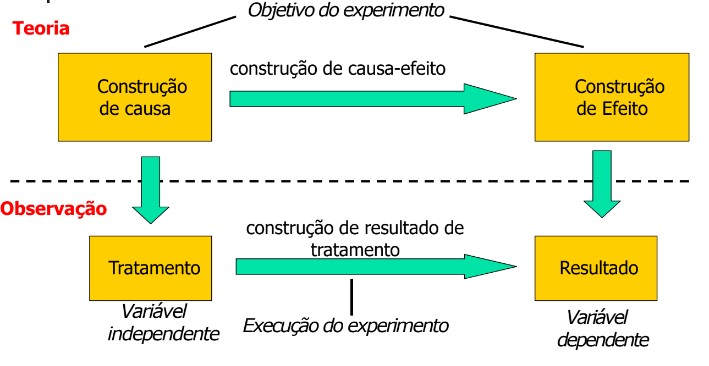 Objetivo do experimento
Teoria
construção de causa-efeito
Construção
de causa
Construção
de Efeito
Observação
construção de resultado de
tratamento
Tratamento
Resultado
Variável
independente
Execução do experimento
Variável
dependente